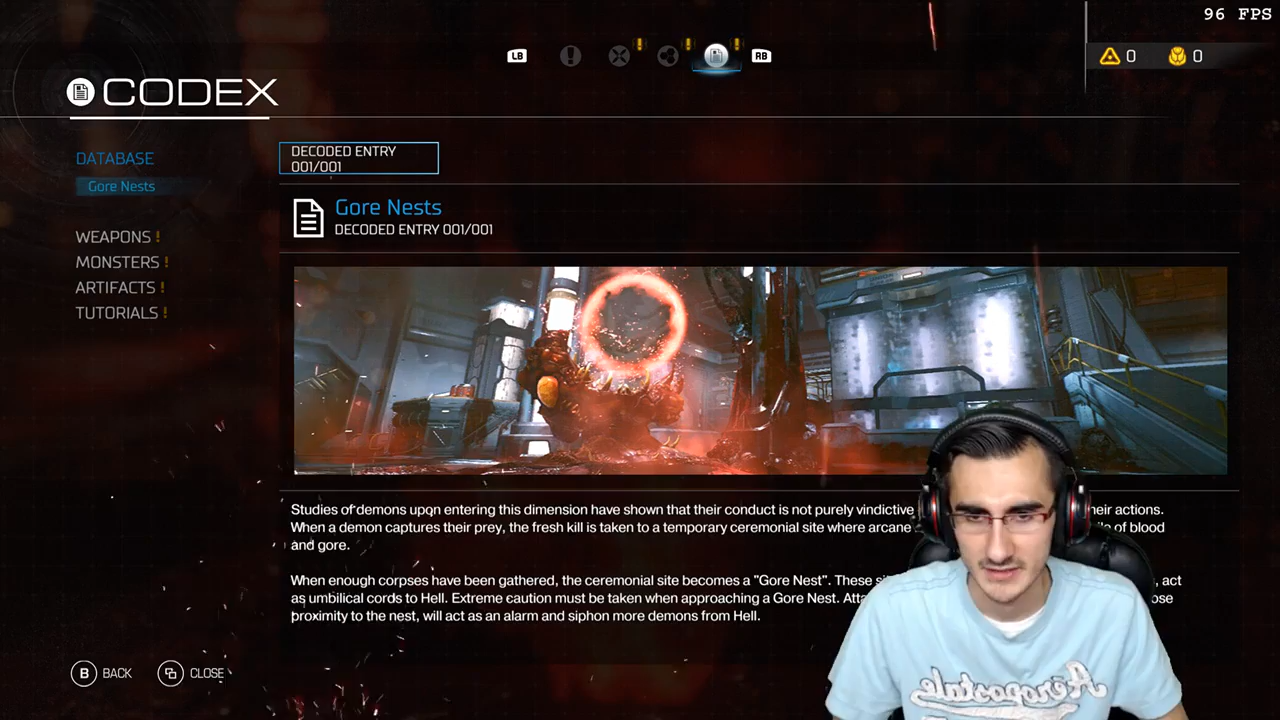 96 FPS
LB
RB
0
0
CODEX
DATABASE
Gore Nests
WEAPONS !
MONSTERS !
ARTIFACTS !
TUTORIALS !
DECODED ENTRY
001/001
Gore Nests
DECODED ENTRY 001/001
Studies of demons upon entering this dimension have shown that their conduct is not purely vindictive their actions.
When a demon captures their prey, the fresh kill is taken to a temporary ceremonial site where arcane of blood
and gore.
When enough corpses have been gathered, the ceremonial site becomes a "Gore Nest". These , act
as umbilical cords to Hell. Extreme caution must be taken when approaching a Gore Nest.
proximity to the nest, will act as an alarm and siphon more demons from Hell.
B BACK
CLOSE
Aéropostale